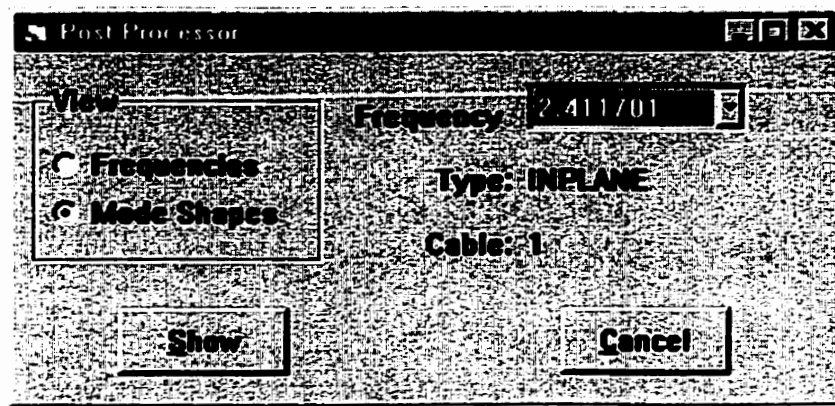 Post Processor
View
Frequencies
Mode Shapes
Frequency 2.411701
Type: INPLANE
Cable: 1
Show
Cancel